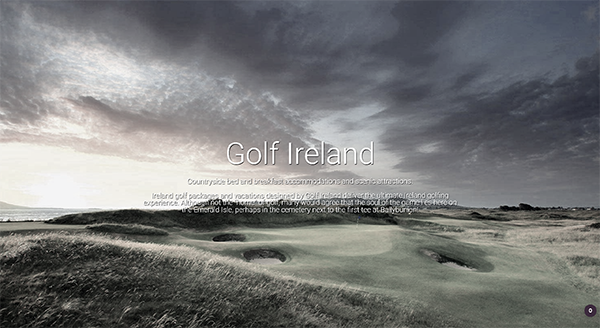 Golf Ireland
Countryside bed and breakfast accommodations and scenic attractions
Ireland golf packages and vacations designed by Golf Ireland deliver the ultimate Ireland golfing
experience. Although not the home of golf, many would agree that the soul of the game lies here on
the Emerald Isle, perhaps in the cemetery next to the first tee at Ballybunion.